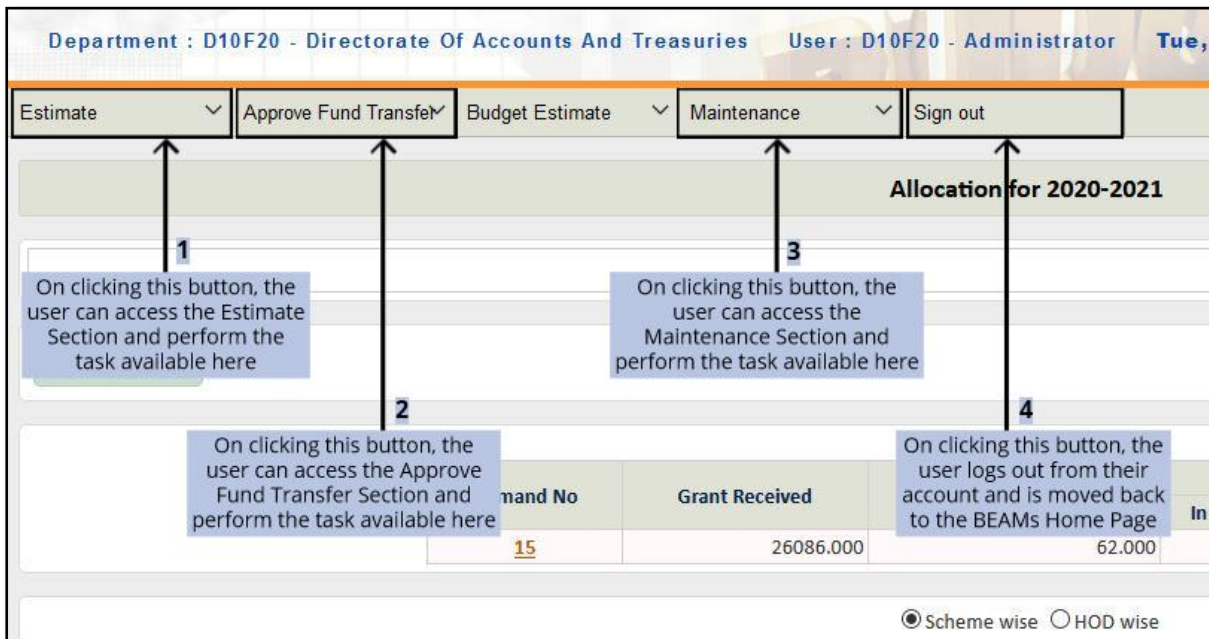 Department : D10F20 - Directorate Of Accounts And Treasuries User : D10F20 - Administrator Tue,
Estimate Approve Fund Transfer Budget Estimate Maintenance Sign out
Allocation for 2020-2021
1
On clicking this button, the
user can access the Estimate
Section and perform the
task available here
3
On clicking this button, the
user can access the
Maintenance Section and
perform the task available here
2
On clicking this button, the
user can access the Approve
Fund Transfer Section and
perform the task available here
4
On clicking this button, the
user logs out from their
account and is moved back
to the BEAMs Home Page
mand No Grant Received In
15 26086.000 62.000
Scheme wise HOD wise